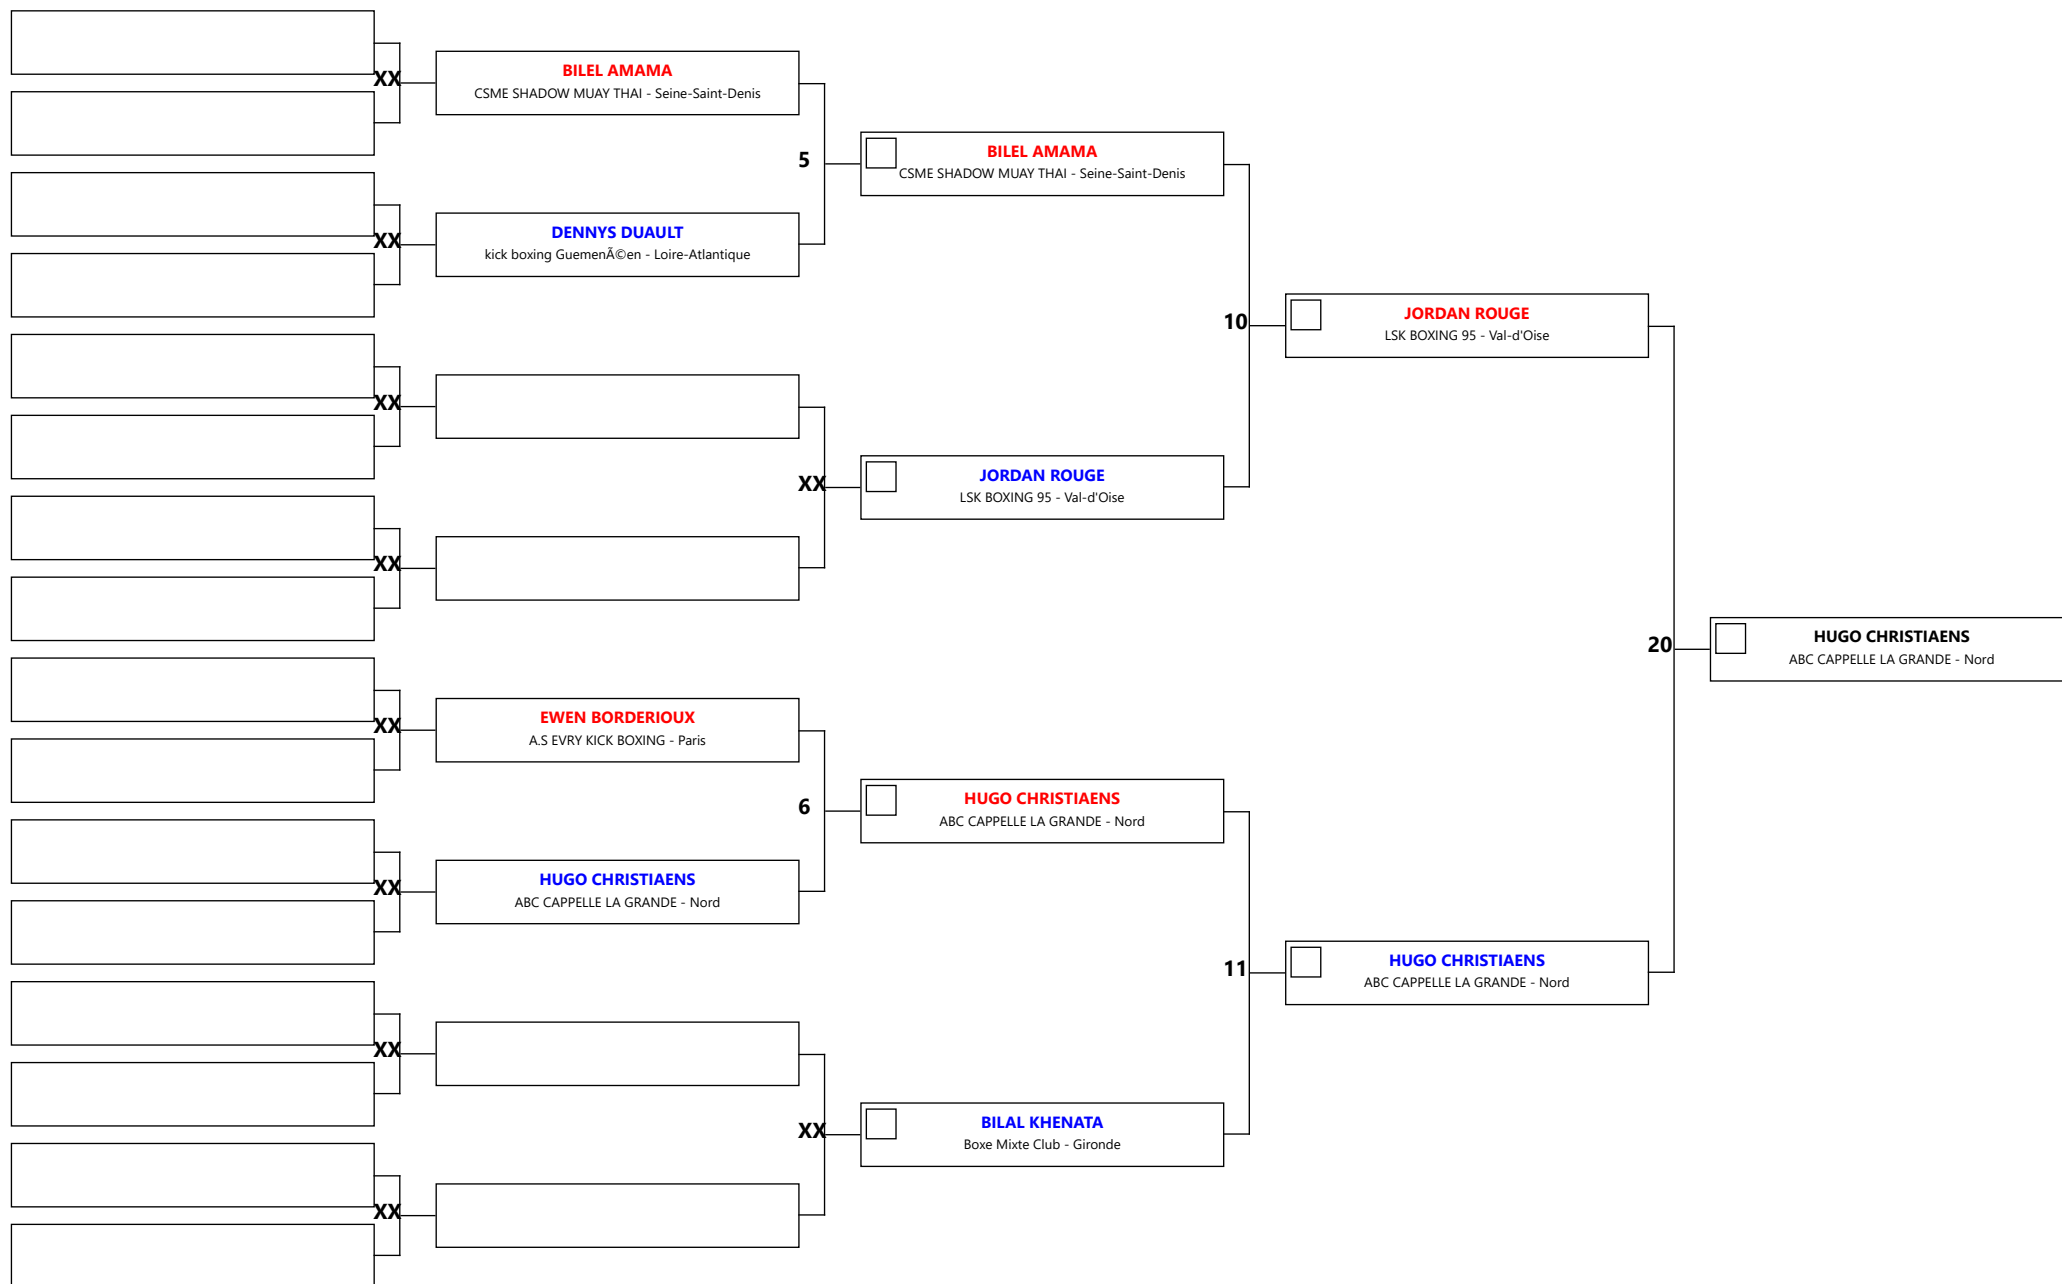 XX
XX
XX
XX
XX
XX
XX
XX
BILEL AMAMA
CSME SHADOW MUAY THAI - Seine-Saint-Denis
5
DENNYS DUAULT
kick boxing GuemenÃ©en - Loire-Atlantique
XX
EWEN BORDERIOUX
A.S EVRY KICK BOXING - Paris
6
HUGO CHRISTIAENS
ABC CAPPELLE LA GRANDE - Nord
XX
BILEL AMAMA
CSME SHADOW MUAY THAI - Seine-Saint-Denis
10
JORDAN ROUGE
LSK BOXING 95 - Val-d'Oise
HUGO CHRISTIAENS
ABC CAPPELLE LA GRANDE - Nord
11
BILAL KHENATA
Boxe Mixte Club - Gironde
JORDAN ROUGE
LSK BOXING 95 - Val-d'Oise
20
HUGO CHRISTIAENS
ABC CAPPELLE LA GRANDE - Nord
HUGO CHRISTIAENS
ABC CAPPELLE LA GRANDE - Nord